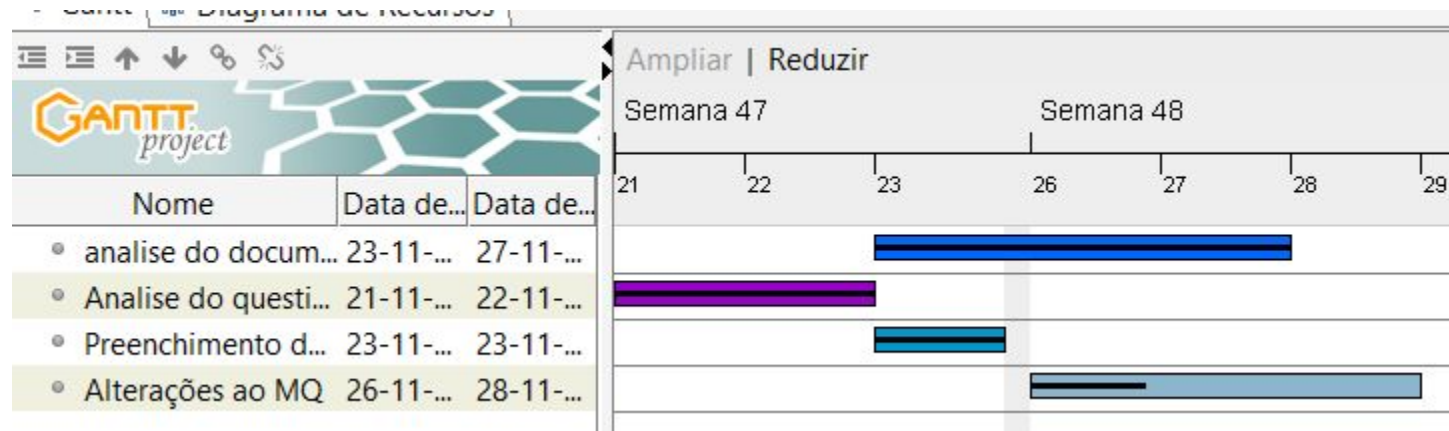 Gantt | Diagrama de Recursos
Ampliar | Reduzir
GANTT
project
Semana 47 Semana 48
21 22 23 26 27 28 29
Nome Data de... Data de...
analise do docum... 23-11-... 27-11-...
Analise do questi... 21-11-... 22-11-...
Preenchimento d... 23-11-... 23-11-...
Alterações ao MQ 26-11-... 28-11-...